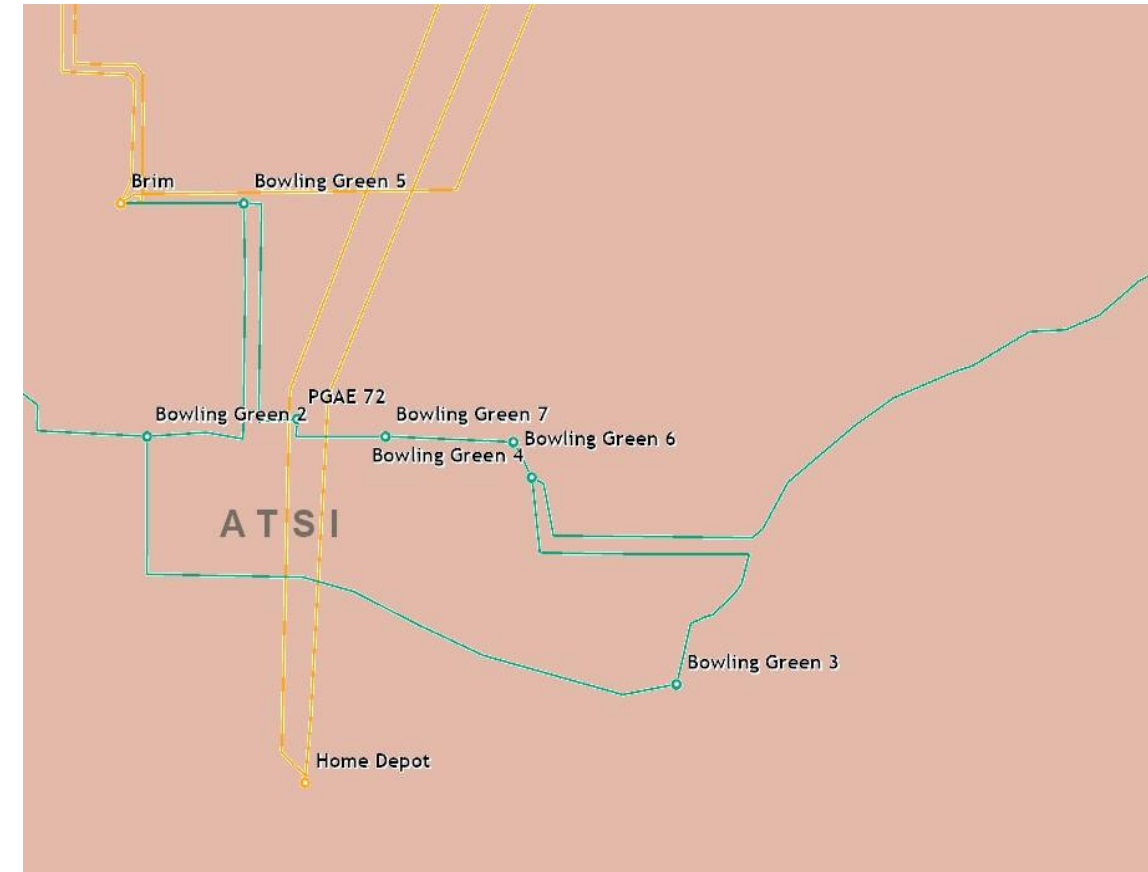 Brim
Bowling Green 5
PGAE 72
Bowling Green 2
Bowling Green 7
Bowling Green 6
Bowling Green 4
ATSI
Bowling Green 3
Home Depot